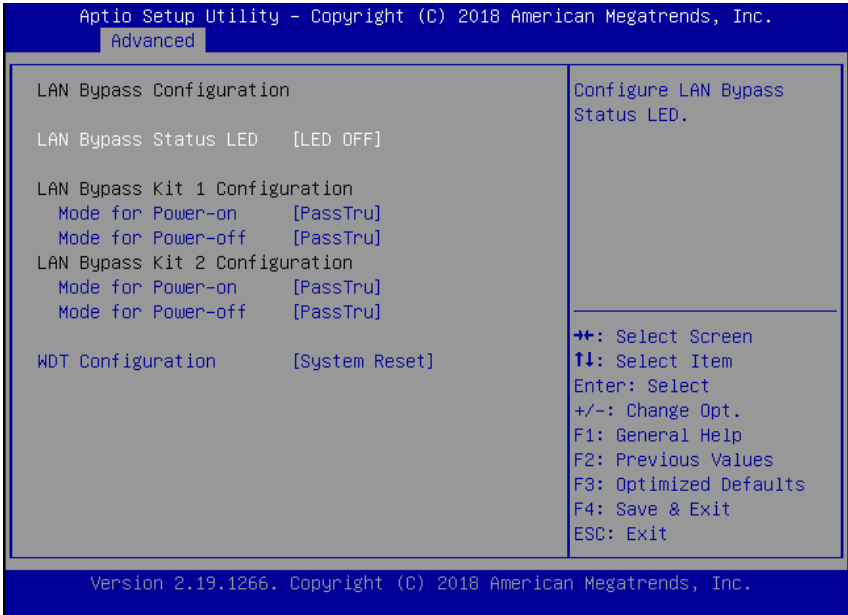 Aptio Setup Utility – Copyright (C) 2018 American Megatrends, Inc.
Advanced
LAN Bypass Configuration
LAN Bypass Status LED [LED OFF]
LAN Bypass Kit 1 Configuration
Mode for Power-on [PassTru]
Mode for Power-off [PassTru]
LAN Bypass Kit 2 Configuration
Mode for Power-on [PassTru]
Mode for Power-off [PassTru]
WDT Configuration [System Reset]
Configure LAN Bypass
Status LED.
→←: Select Screen
↑↓: Select Item
Enter: Select
+/-: Change Opt.
F1: General Help
F2: Previous Values
F3: Optimized Defaults
F4: Save & Exit
ESC: Exit
Version 2.19.1266. Copyright (C) 2018 American Megatrends, Inc.